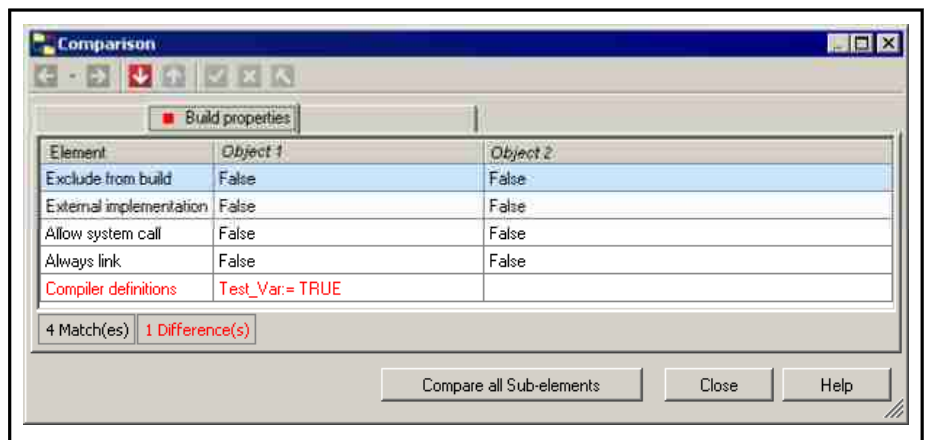 Comparison
Build properties
Element Object 1 Object 2
Exclude from build False False
External implementation False False
Allow system call False False
Always link False False
Compiler definitions Test_Var:= TRUE
4 Match(es) 1 Difference(s)
Compare all Sub-elements Close Help